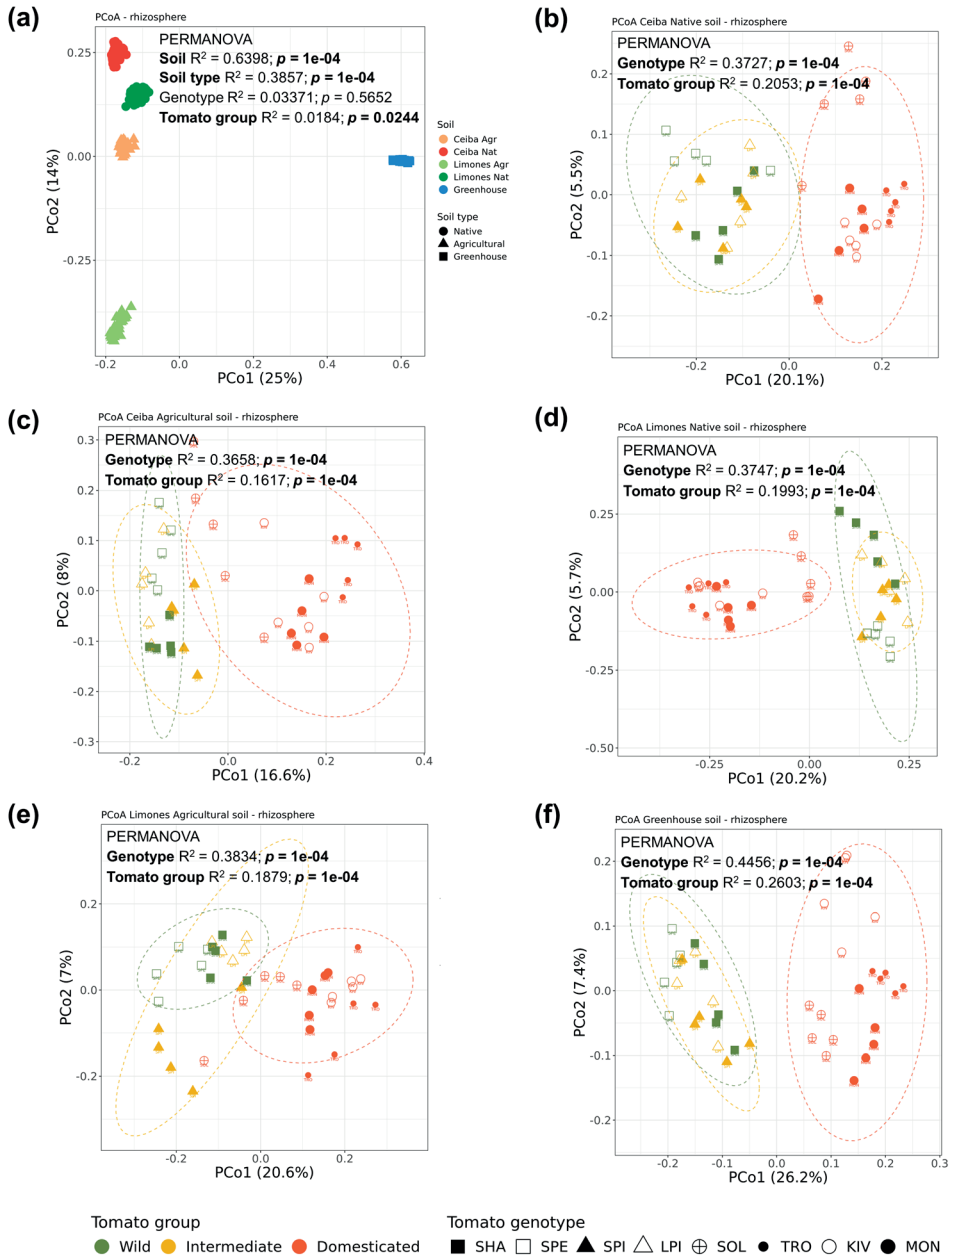 (a)
PCoA - rhizosphere
PERMANOVA
Soil R² = 0.6398; p = 1e-04
Soil type R² = 0.3857; p = 1e-04
Genotype R² = 0.03371; p = 0.5652
Tomato group R² = 0.0184; p = 0.0244
0.25
0.00
-0.25
PCo2 (14%)
-0.2 0.0 0.2 0.4 0.6
PCo1 (25%)
Soil
Ceiba Agr
Ceiba Nat
Limones Agr
Limones Nat
Greenhouse
Soil type
Native
Agricultural
Greenhouse
(b)
PCoA Ceiba Native soil - rhizosphere
PERMANOVA
Genotype R² = 0.3727; p = 1e-04
Tomato group R² = 0.2053; p = 1e-04
0.2
0.1
0.0
-0.1
-0.2
PCo2 (5.5%)
-0.2 0.0 0.2
PCo1 (20.1%)
(c)
PCoA Ceiba Agricultural soil - rhizosphere
PERMANOVA
Genotype R² = 0.3658; p = 1e-04
Tomato group R² = 0.1617; p = 1e-04
0.3
0.2
0.1
0.0
-0.1
-0.2
-0.3
PCo2 (8%)
-0.2 0.0 0.2 0.4
PCo1 (16.6%)
(d)
PCoA Limones Native soil - rhizosphere
PERMANOVA
Genotype R² = 0.3747; p = 1e-04
Tomato group R² = 0.1993; p = 1e-04
0.25
0.00
-0.25
-0.50
PCo2 (5.7%)
-0.25 0.00 0.25
PCo1 (20.2%)
(e)
PCoA Limones Agricultural soil - rhizosphere
PERMANOVA
Genotype R² = 0.3834; p = 1e-04
Tomato group R² = 0.1879; p = 1e-04
0.2
0.0
-0.2
PCo2 (7%)
-0.2 0.0 0.2
PCo1 (20.6%)
(f)
PCoA Greenhouse soil - rhizosphere
PERMANOVA
Genotype R² = 0.4456; p = 1e-04
Tomato group R² = 0.2603; p = 1e-04
0.2
0.1
0.0
-0.1
-0.2
PCo2 (7.4%)
-0.2 -0.1 0.0 0.1 0.2 0.3
PCo1 (26.2%)
Tomato group
Wild Intermediate Domesticated
Tomato genotype
SHA SPE SPI LPI SOL TRO KIV MON